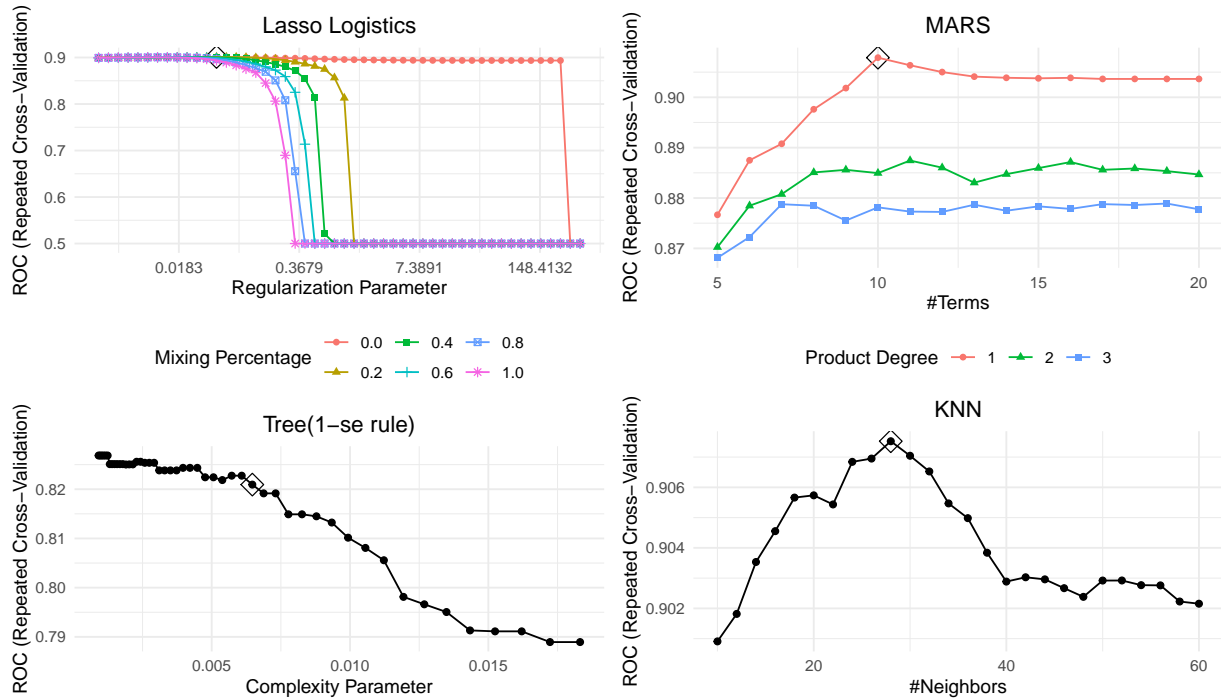 Lasso Logistics
ROC (Repeated Cross−Validation)
0.9
0.8
0.7
0.6
0.5
0.0183
0.3679
7.3891
148.4132
Regularization Parameter
Mixing Percentage
0.0
0.4
0.8
0.2
0.6
1.0
MARS
ROC (Repeated Cross−Validation)
0.90
0.89
0.88
0.87
5
10
15
20
#Terms
Product Degree
1
2
3
Tree(1−se rule)
ROC (Repeated Cross−Validation)
0.82
0.81
0.80
0.79
0.005
0.010
0.015
Complexity Parameter
KNN
ROC (Repeated Cross−Validation)
0.906
0.904
0.902
20
40
60
#Neighbors